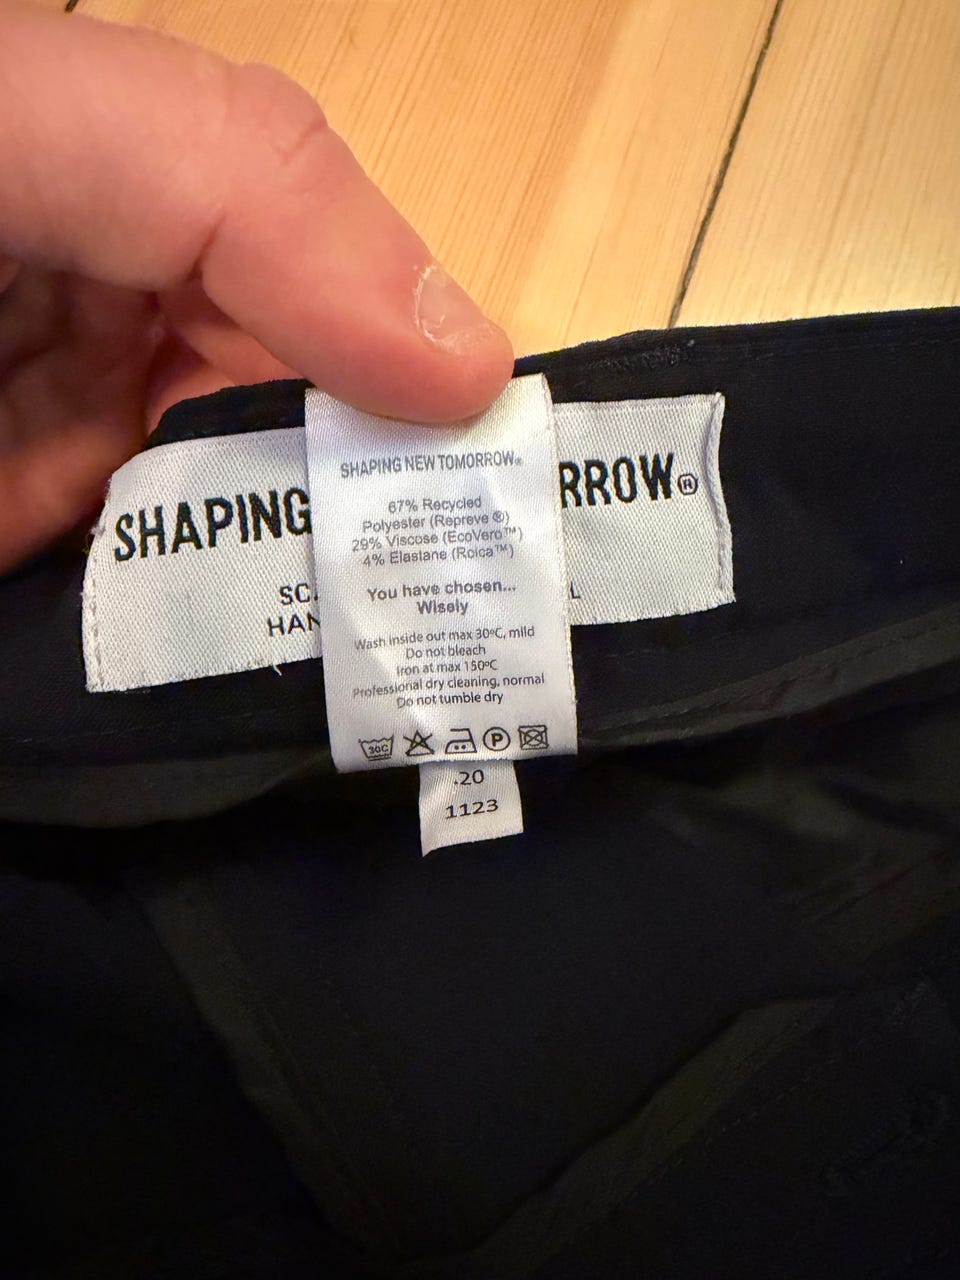 SHAPING
RROW®
SC
HAN
L
SHAPING NEW TOMORROW®
67% Recycled
Polyester (Repreve ®)
29% Viscose (EcoVero™)
4% Elastane (Roica™)
You have chosen...
Wisely
Wash inside out max 30ºC, mild
Do not bleach
Iron at max 150ºC
Professional dry cleaning, normal
Do not tumble dry
30C P
.20
1123